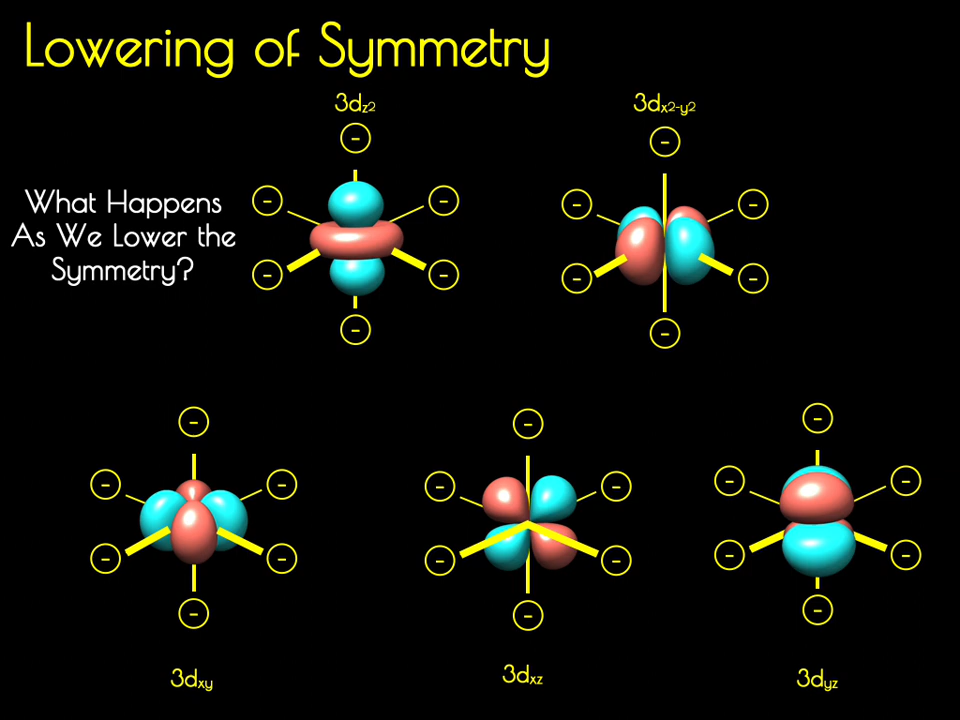 Lowering of Symmetry
3dz2
3dx2-y2
What Happens
As We Lower the
Symmetry?
- - - - - -
- - - - - -
- - - - - -
- - - - - -
- - - - - -
3dxy
3dxz
3dyz